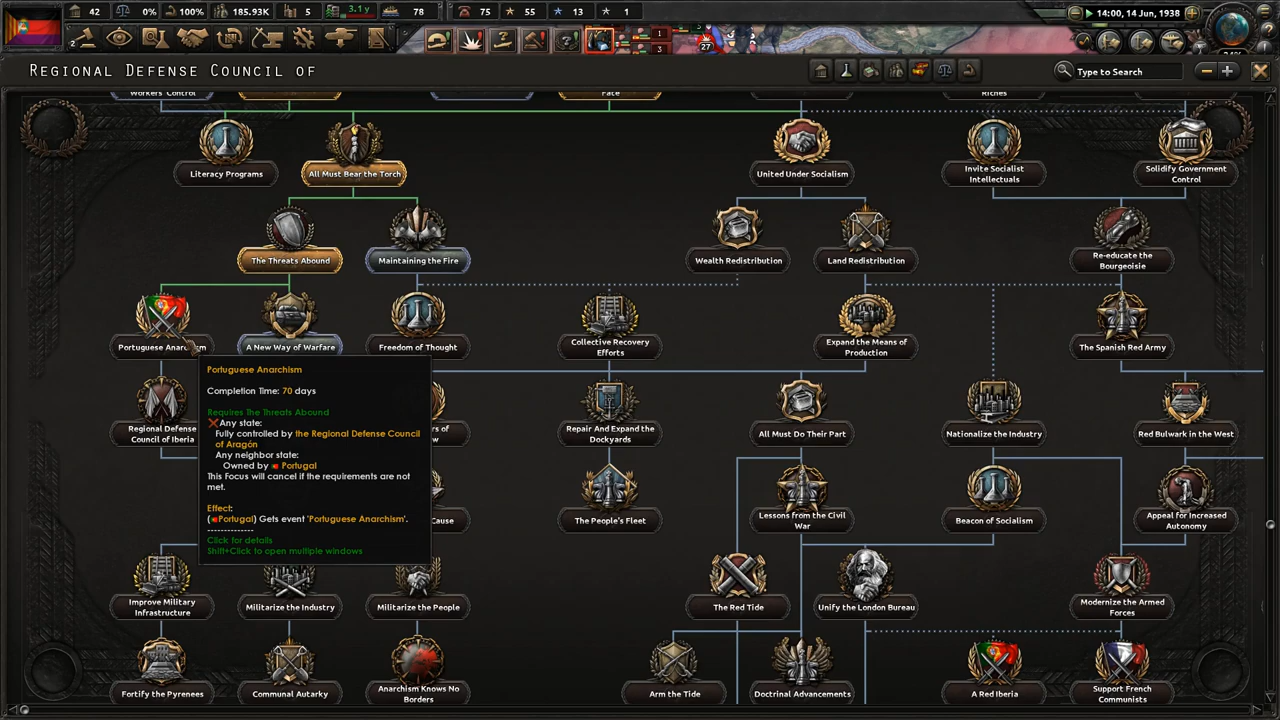 42 0% 100% 185.93K 5 3.1 y 78 75 55 13 1
14:00, 14 Jun, 1938
2
1
3
27
REGIONAL DEFENSE COUNCIL OF
Type to Search
Workers' Control
Fate
Riches
Literacy Programs
All Must Bear the Torch
United Under Socialism
Invite Socialist
Intellectuals
Solidify Government
Control
The Threats Abound
Maintaining the Fire
Wealth Redistribution
Land Redistribution
Re-educate the
Bourgeoisie
Portuguese Anarchism
A New Way of Warfare
Freedom of Thought
Collective Recovery
Efforts
Expand the Means of
Production
The Spanish Red Army
Portuguese Anarchism
Completion Time: 70 days
Requires The Threats Abound
Any state:
Fully controlled by the Regional Defense Council
of Aragón
Any neighbor state:
Owned by Portugal
This Focus will cancel if the requirements are not
met.
Effect:
(Portugal) Gets event 'Portuguese Anarchism'.
-------------
Click for details
Shift+Click to open multiple windows
Regional Defense
Council of Iberia
Repair And Expand the
Dockyards
All Must Do Their Part
Nationalize the Industry
Red Bulwark in the West
The People's Fleet
Lessons from the Civil
War
Beacon of Socialism
Appeal for Increased
Autonomy
Improve Military
Infrastructure
Militarize the Industry
Militarize the People
The Red Tide
Unify the London Bureau
Modernize the Armed
Forces
Fortify the Pyrenees
Communal Autarky
Anarchism Knows No
Borders
Arm the Tide
Doctrinal Advancements
A Red Iberia
Support French
Communists